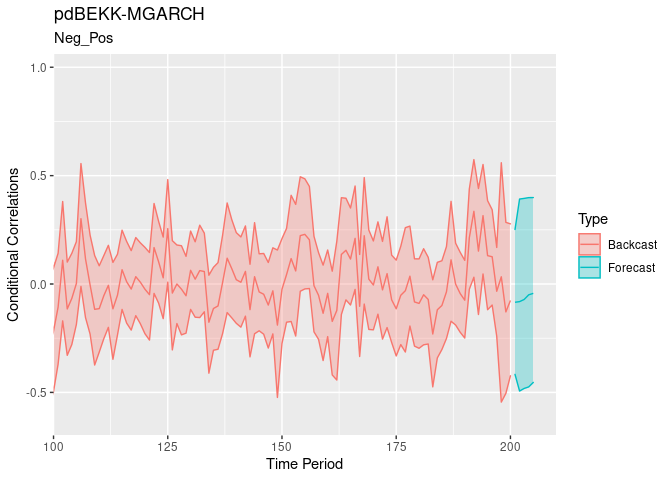 pdBEKK-MGARCH
Neg_Pos
Conditional Correlations
1.0
0.5
0.0
-0.5
100
125
150
175
200
Time Period
Type
Backcast
Forecast